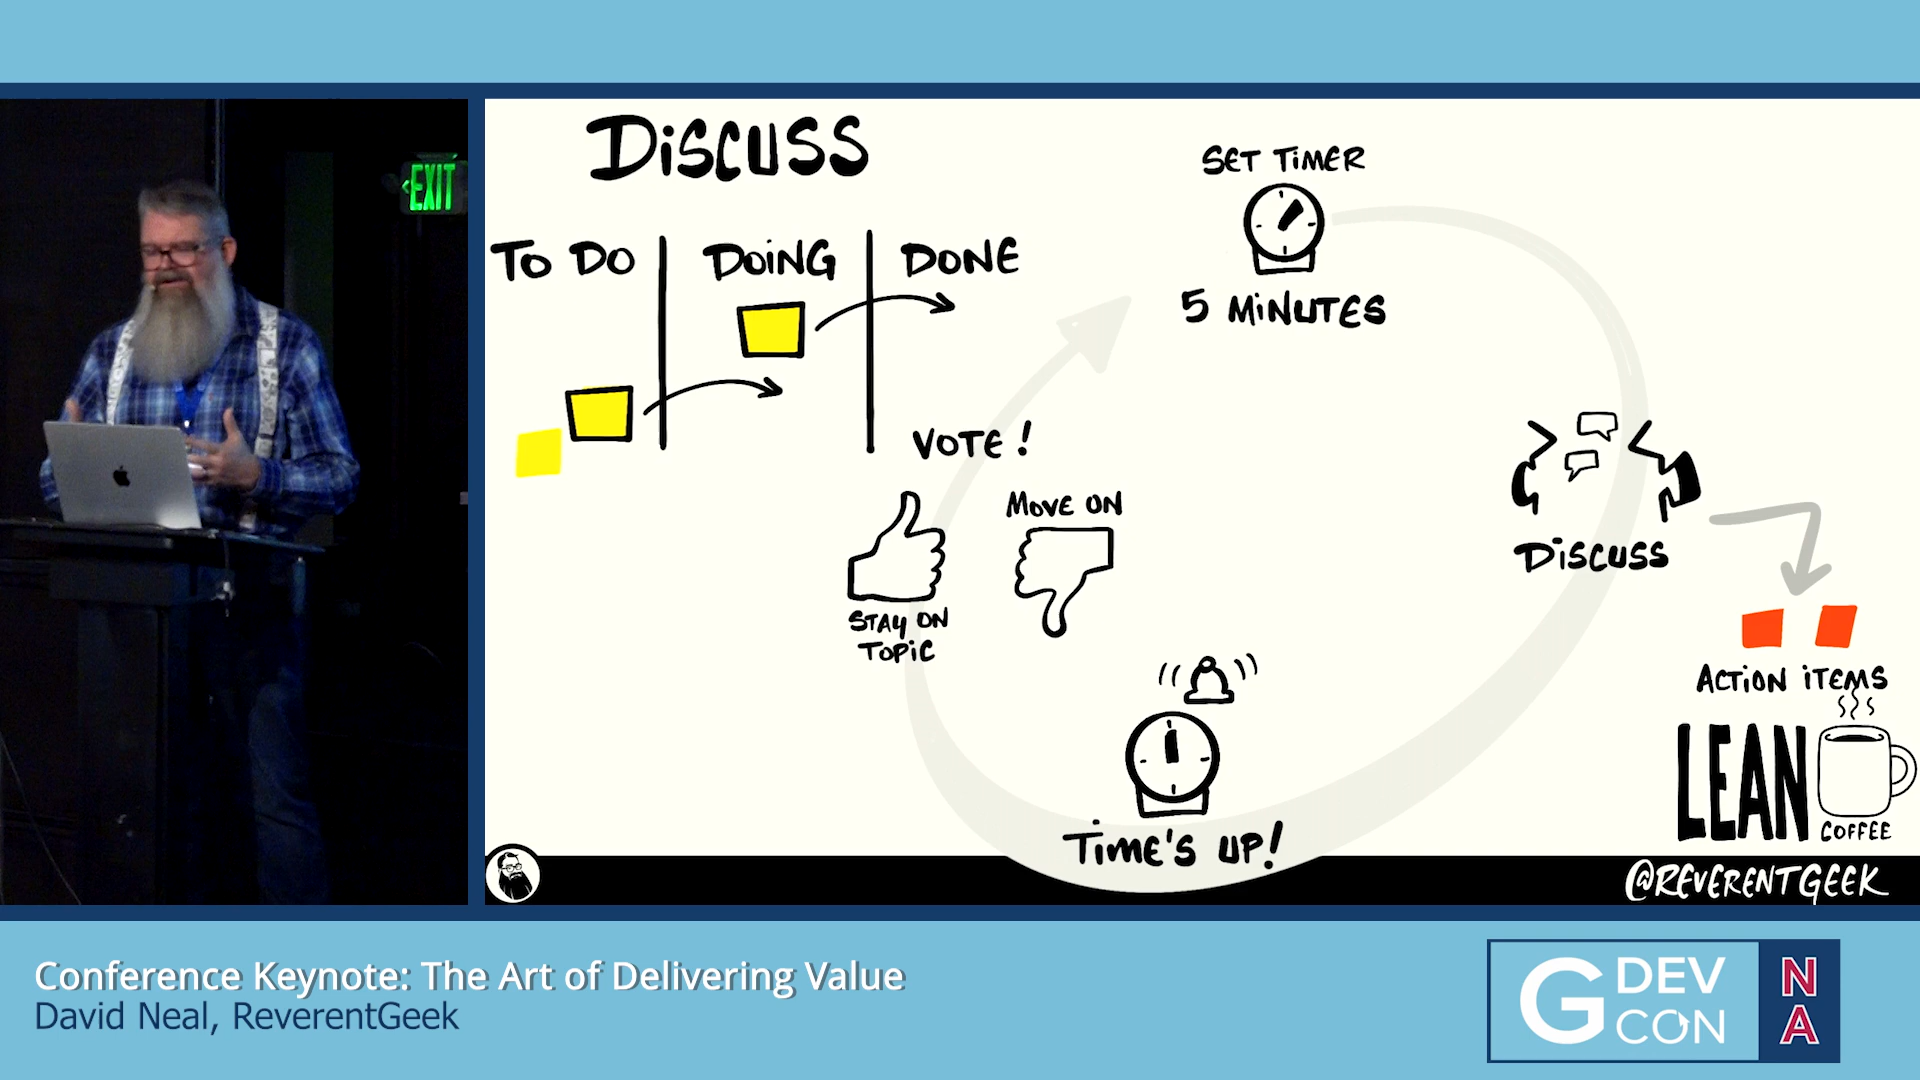 EXIT
DiSCUSS
TO DO
DOiNG
DONE
SET TiMER
5 MiNUTES
VOTE!
MOVE ON
STAY ON
TOPiC
DiSCUSS
ACTiON iTEMS
LEAN
COFFEE
TiME'S UP!
@REVERENTGEEK
Conference Keynote: The Art of Delivering Value
David Neal, ReverentGeek
G DEV CON
N
A